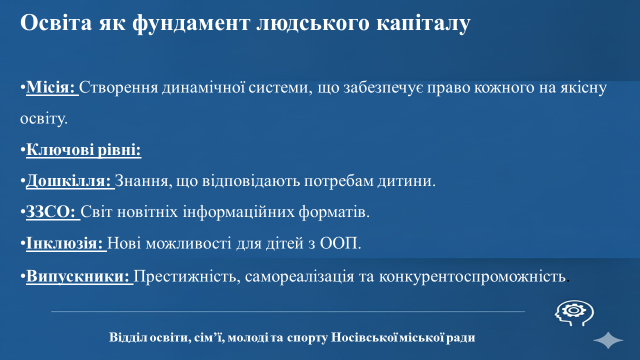 Освіта як фундамент людського капіталу
•Місія: Створення динамічної системи, що забезпечує право кожного на якісну
освіту.
•Ключові рівні:
•Дошкілля: Знання, що відповідають потребам дитини.
•ЗЗСО: Світ новітніх інформаційних форматів.
•Інклюзія: Нові можливості для дітей з ООП.
•Випускники: Престижність, самореалізація та конкурентоспроможність.
Відділ освіти, сім’ї, молоді та спорту Носівської міської ради